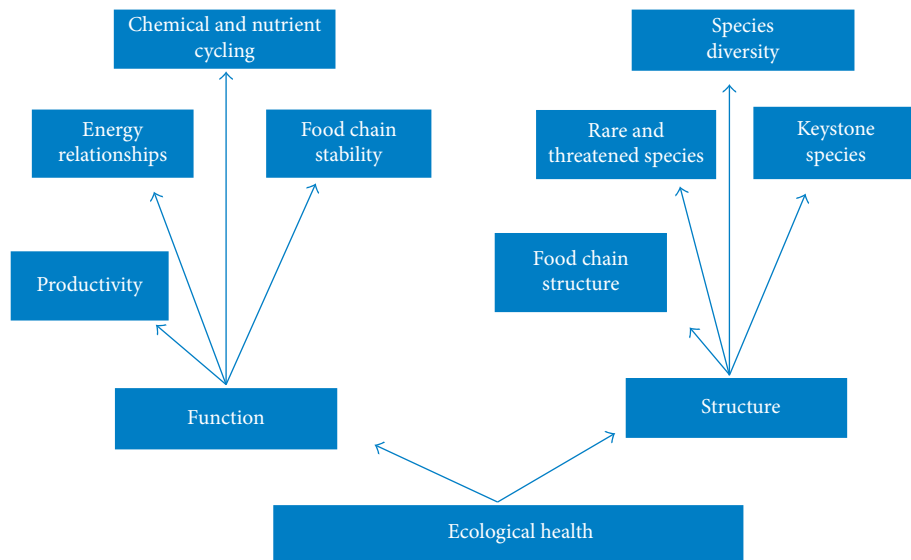 Chemical and nutrient
cycling
Species
diversity
Energy
relationships
Food chain
stability
Rare and
threatened species
Keystone
species
Productivity
Food chain
structure
Function
Structure
Ecological health